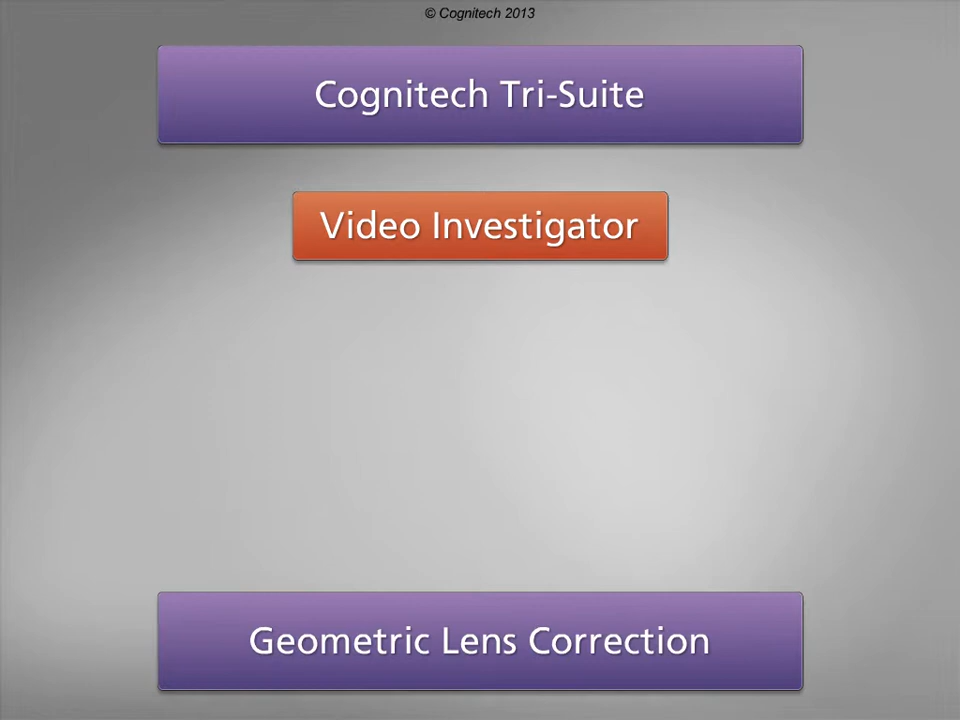 © Cognitech 2013
Cognitech Tri-Suite
Video Investigator
Geometric Lens Correction